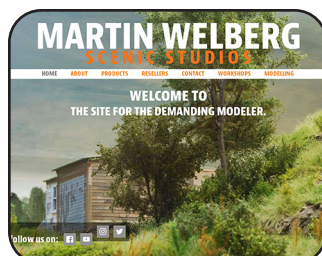 MARTIN WELBERG
SCENIC STUDIOS
HOME ABOUT PRODUCTS RESELLERS CONTACT WORKSHOPS MODELLING
WELCOME TO
THE SITE FOR THE DEMANDING MODELER.
ollow us on: